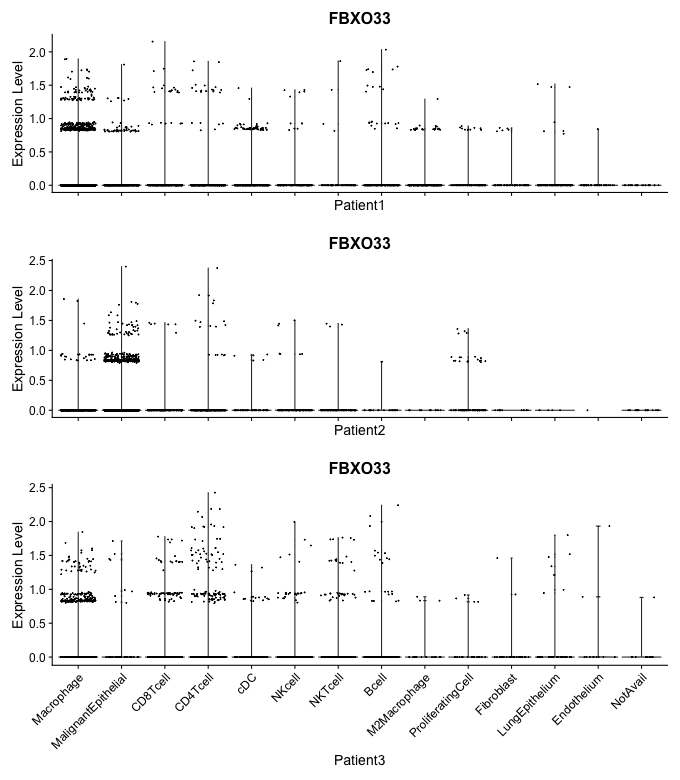 FBXO33
Expression Level
2.0
1.5
1.0
0.5
0.0
Patient1
FBXO33
Expression Level
2.5
2.0
1.5
1.0
0.5
0.0
Patient2
FBXO33
Expression Level
2.5
2.0
1.5
1.0
0.5
0.0
Macrophage
MalignantEpithelial
CD8Tcell
CD4Tcell
cDC
NKcell
NKTcell
Bcell
M2Macrophage
ProliferatingCell
Fibroblast
LungEpithelium
Endothelium
NotAvail
Patient3